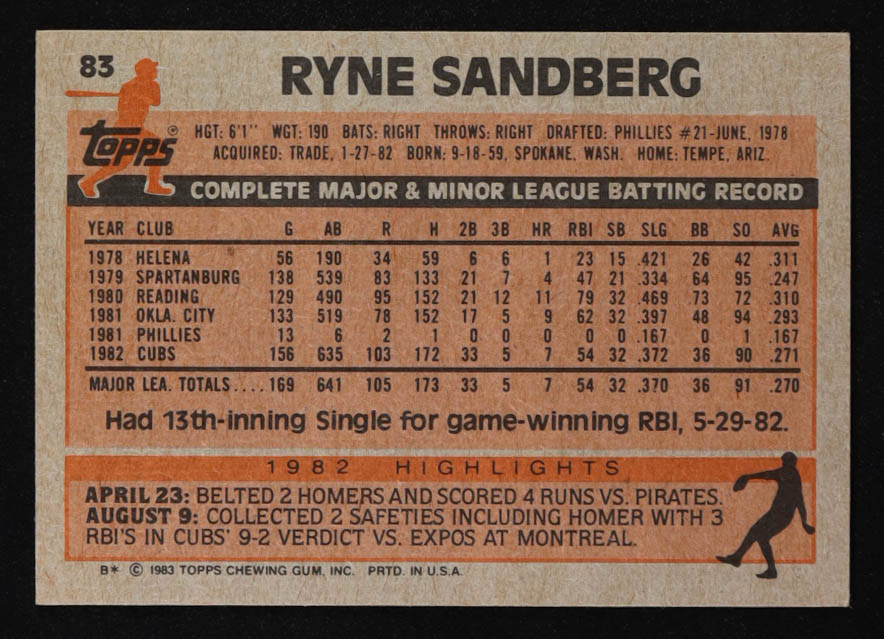 83
RYNE SANDBERG
Topps®
HGT: 6'1" WGT: 190 BATS: RIGHT THROWS: RIGHT DRAFTED: PHILLIES #21-JUNE, 1978
ACQUIRED: TRADE, 1-27-82 BORN: 9-18-59, SPOKANE, WASH. HOME: TEMPE, ARIZ.
COMPLETE MAJOR & MINOR LEAGUE BATTING RECORD
YEAR CLUB G AB R H 2B 3B HR RBI SB SLG BB SO AVG
1978 HELENA 56 190 34 59 6 6 1 23 15 .421 26 42 .311
1979 SPARTANBURG 138 539 83 133 21 7 4 47 21 .334 64 95 .247
1980 READING 129 490 95 152 21 12 11 79 32 .469 73 72 .310
1981 OKLA. CITY 133 519 78 152 17 5 9 62 32 .397 48 94 .293
1981 PHILLIES 13 6 2 1 0 0 0 0 0 .167 0 1 .167
1982 CUBS 156 635 103 172 33 5 7 54 32 .372 36 90 .271
MAJOR LEA. TOTALS.... 169 641 105 173 33 5 7 54 32 .370 36 91 .270
Had 13th-inning Single for game-winning RBI, 5-29-82.
1982 HIGHLIGHTS
APRIL 23: BELTED 2 HOMERS AND SCORED 4 RUNS VS. PIRATES.
AUGUST 9: COLLECTED 2 SAFETIES INCLUDING HOMER WITH 3
RBI'S IN CUBS' 9-2 VERDICT VS. EXPOS AT MONTREAL.
B* © 1983 TOPPS CHEWING GUM, INC. PRTD. IN U.S.A.